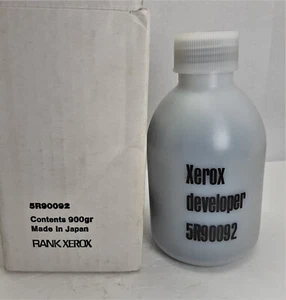 5R90092
Contents 900gr
Made in Japan
RANK XEROX
Xerox
developer
5R90092